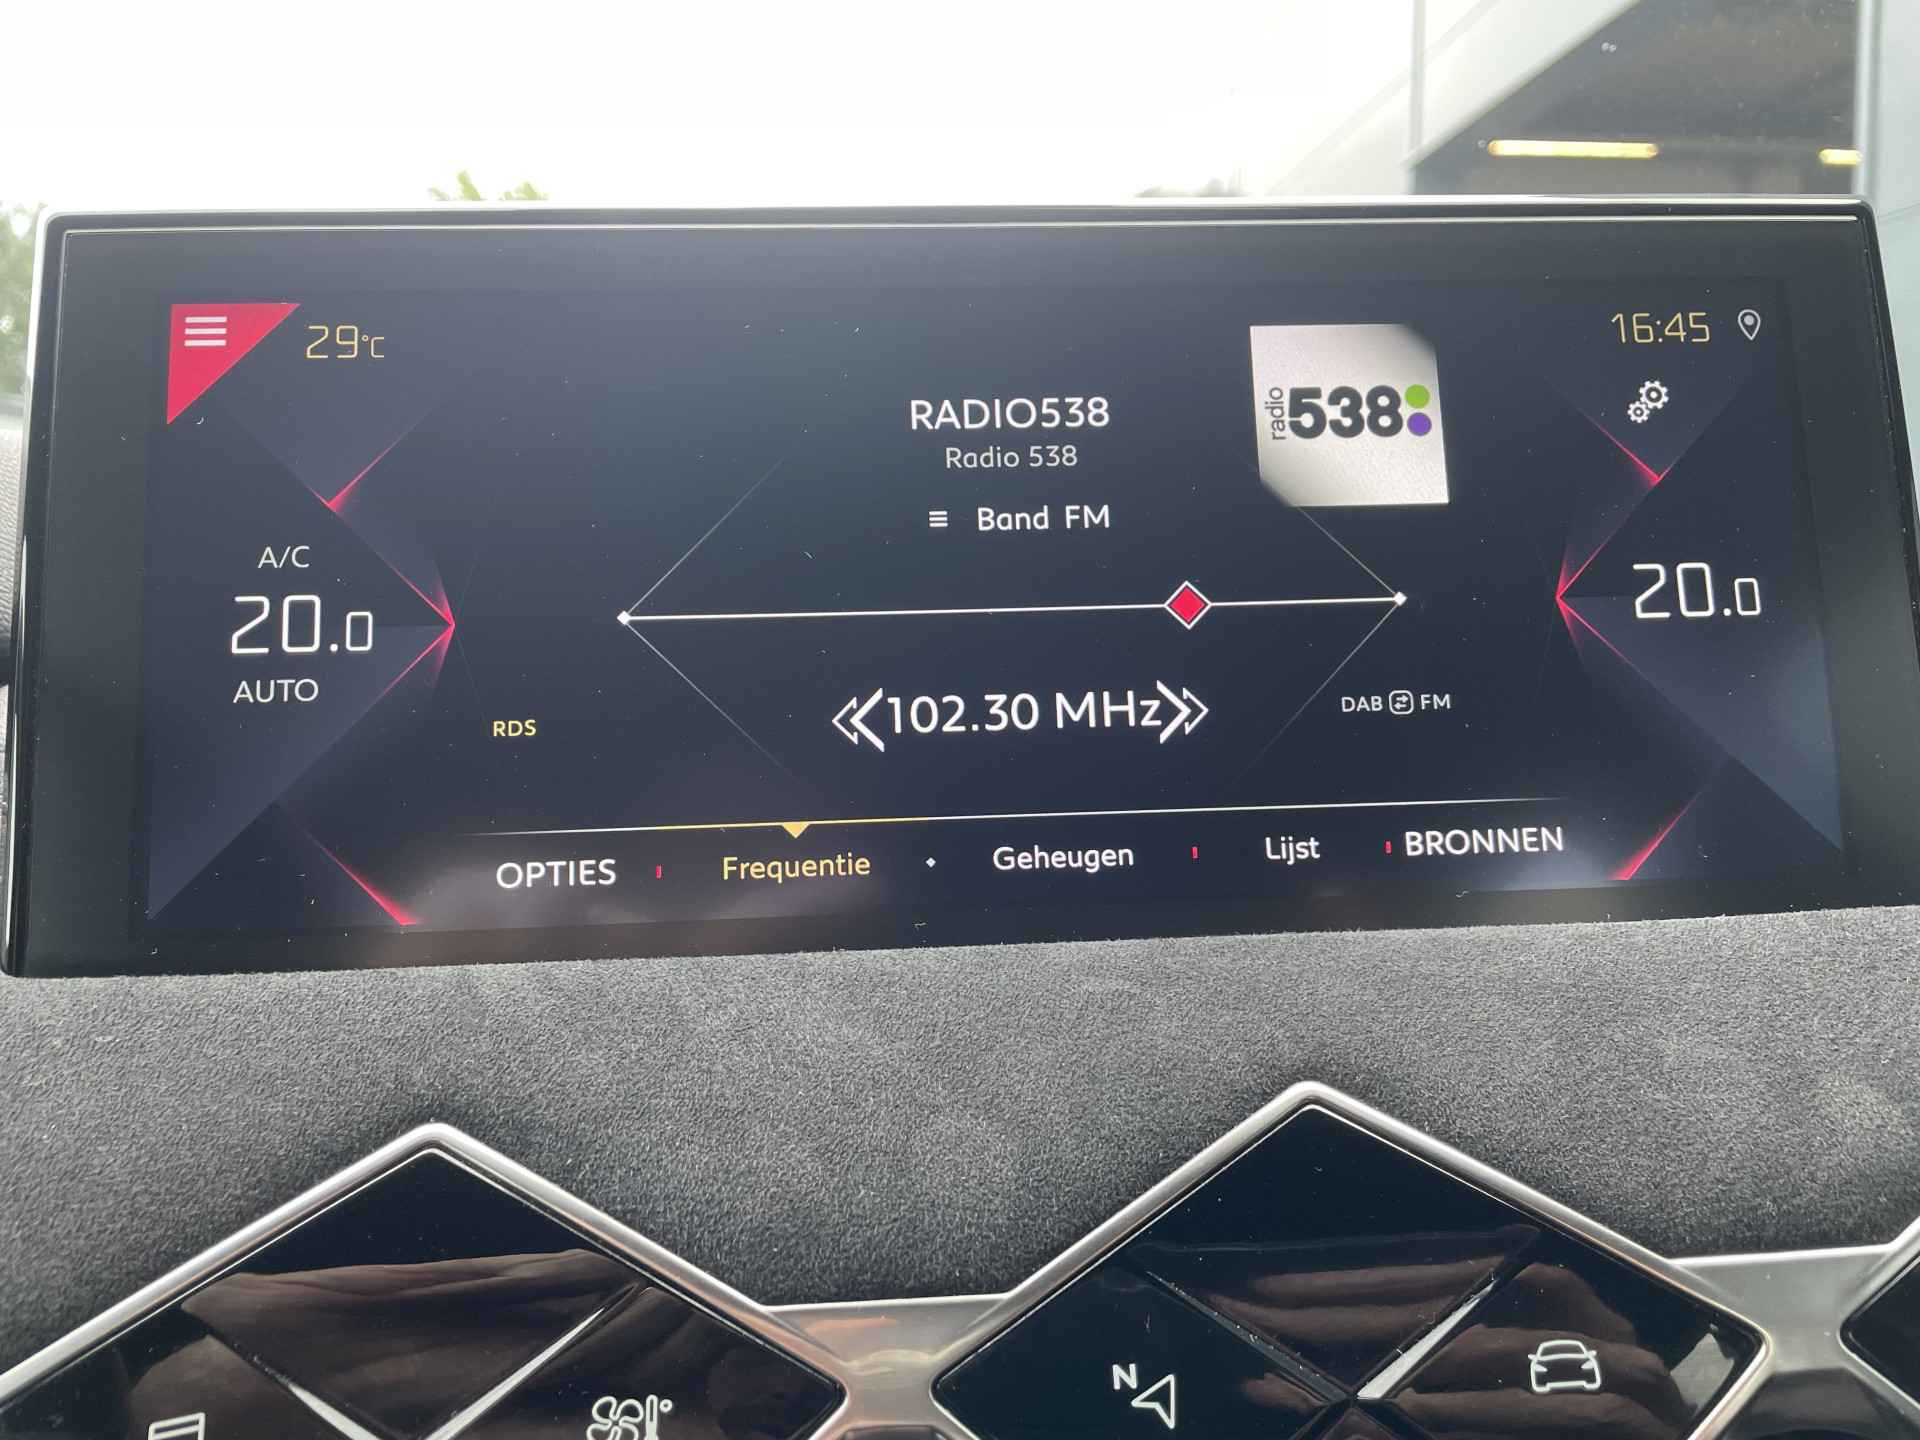 29°C
16:45
RADIO538
Radio 538
Band FM
radio
538
A/C
20.0
AUTO
20.0
102.30 MHz
RDS
DAB FM
OPTIES
Frequentie
Geheugen
Lijst
BRONNEN
N